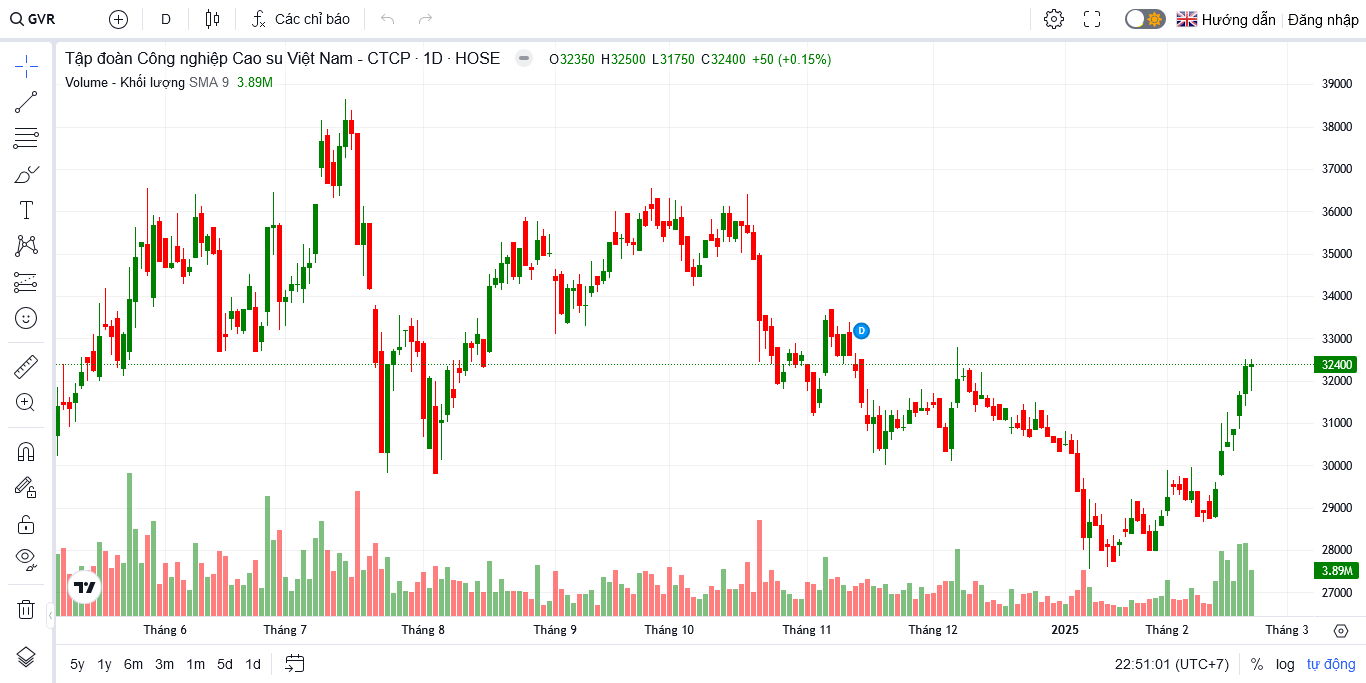 GVR D Các chỉ báo Hướng dẫn Đăng nhập
Tập đoàn Công nghiệp Cao su Việt Nam - CTCP · 1D · HOSE O32350 H32500 L31750 C32400 +50 (+0.15%)
Volume - Khối lượng SMA 9 3.89M
39000
38000
37000
36000
35000
34000
33000
D
32400
32000
31000
30000
29000
28000
3.89M
27000
Tháng 6 Tháng 7 Tháng 8 Tháng 9 Tháng 10 Tháng 11 Tháng 12 2025 Tháng 2 Tháng 3
5y 1y 6m 3m 1m 5d 1d 22:51:01 (UTC+7) % log tự động